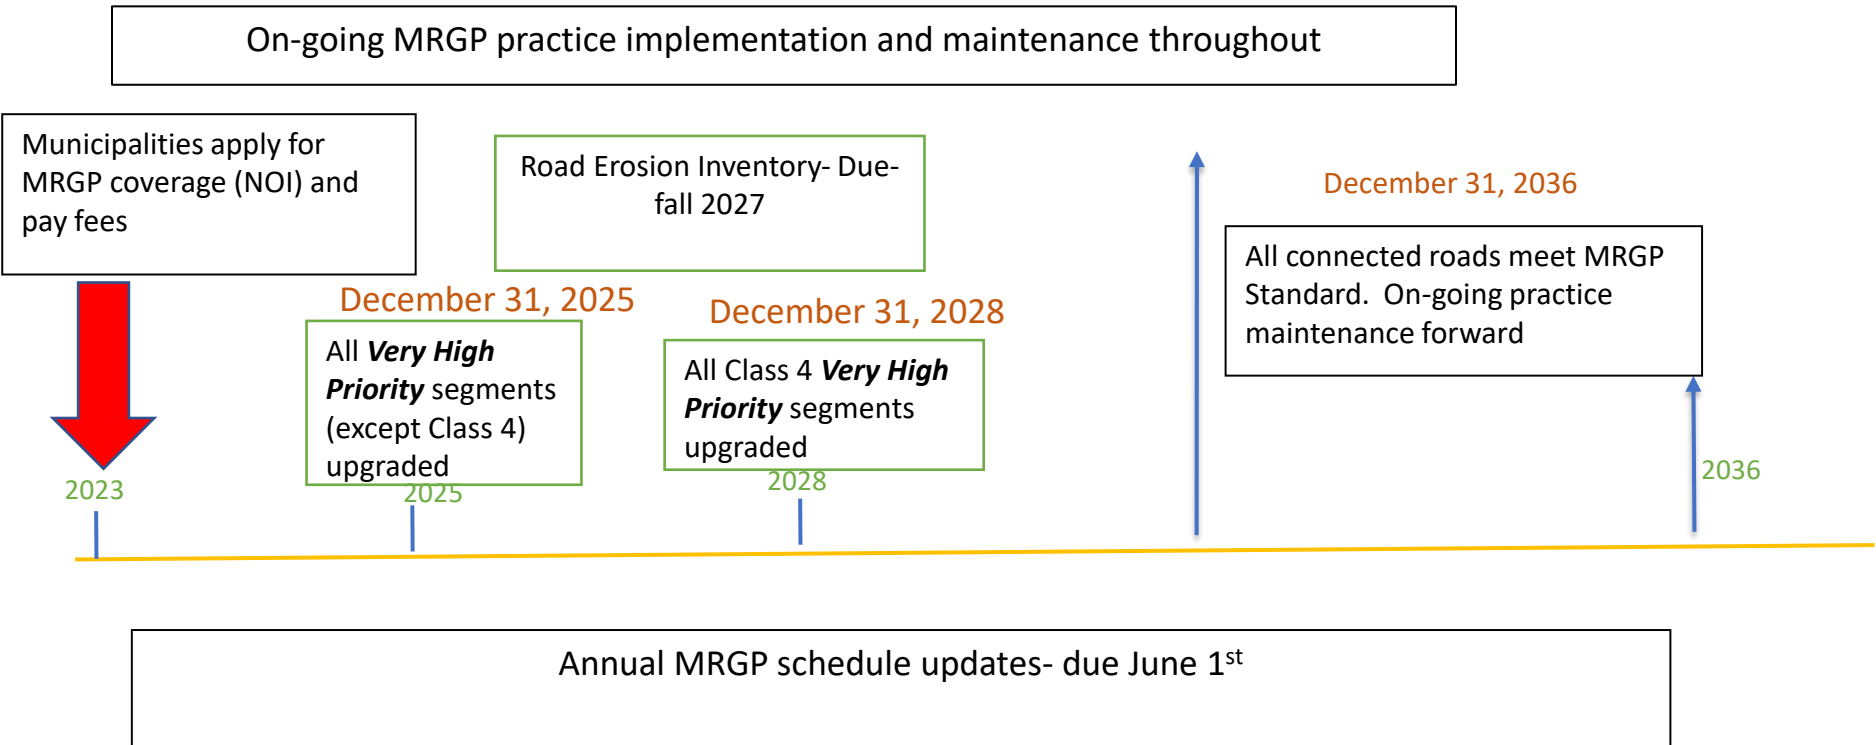 On-going MRGP practice implementation and maintenance throughout
Municipalities apply for
MRGP coverage (NOI) and
pay fees
Road Erosion Inventory- Due-
fall 2027
December 31, 2036
All connected roads meet MRGP
Standard.  On-going practice
maintenance forward
December 31, 2025
All Very High
Priority segments
(except Class 4)
upgraded
December 31, 2028
All Class 4 Very High
Priority segments
upgraded
2023
2025
2028
2036
Annual MRGP schedule updates- due June 1st